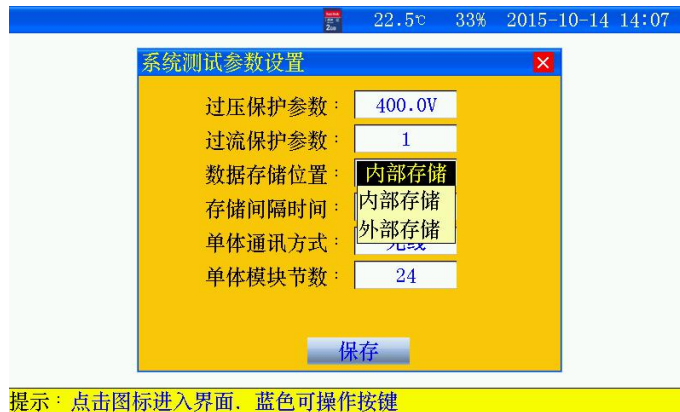 22.5℃ 33% 2015-10-14 14:07
系统测试参数设置
过压保护参数: 400.0V
过流保护参数: 1
数据存储位置: 内部存储
内部存储
存储间隔时间:
外部存储
单体通讯方式: 无线
单体模块节数: 24
保存
提示:点击图标进入界面. 蓝色可操作按键